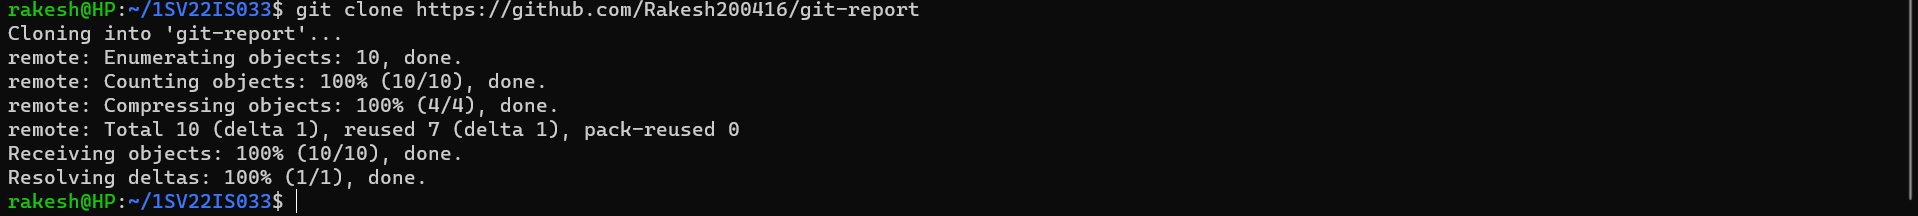 rakesh@HP:~/1SV22IS033$ git clone https://github.com/Rakesh200416/git-report
Cloning into 'git-report'...
remote: Enumerating objects: 10, done.
remote: Counting objects: 100% (10/10), done.
remote: Compressing objects: 100% (4/4), done.
remote: Total 10 (delta 1), reused 7 (delta 1), pack-reused 0
Receiving objects: 100% (10/10), done.
Resolving deltas: 100% (1/1), done.
rakesh@HP:~/1SV22IS033$